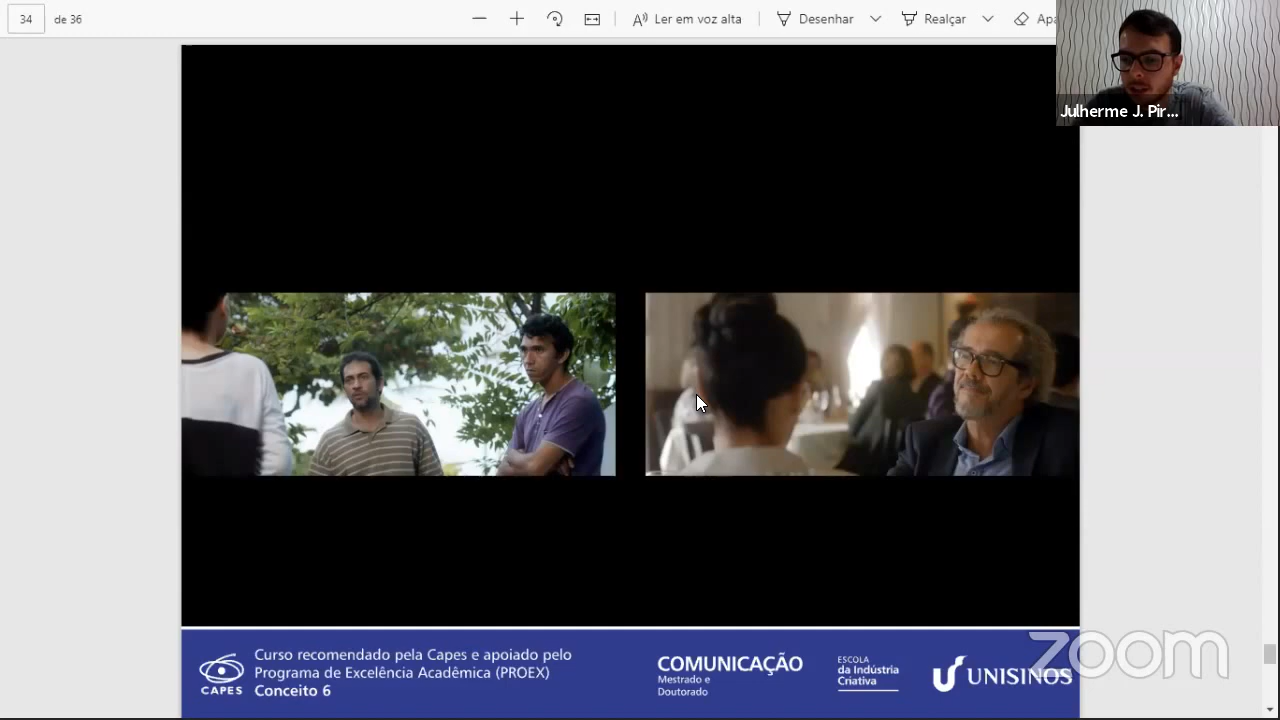 34 de 36 Ler em voz alta Desenhar Realçar Apa
Julherme J. Pir...
Curso recomendado pela Capes e apoiado pelo
Programa de Excelência Acadêmica (PROEX)
Conceito 6
CAPES
COMUNICAÇÃO
Mestrado e
Doutorado
ESCOLA
da Indústria
Criativa
UNISINOS
zoom